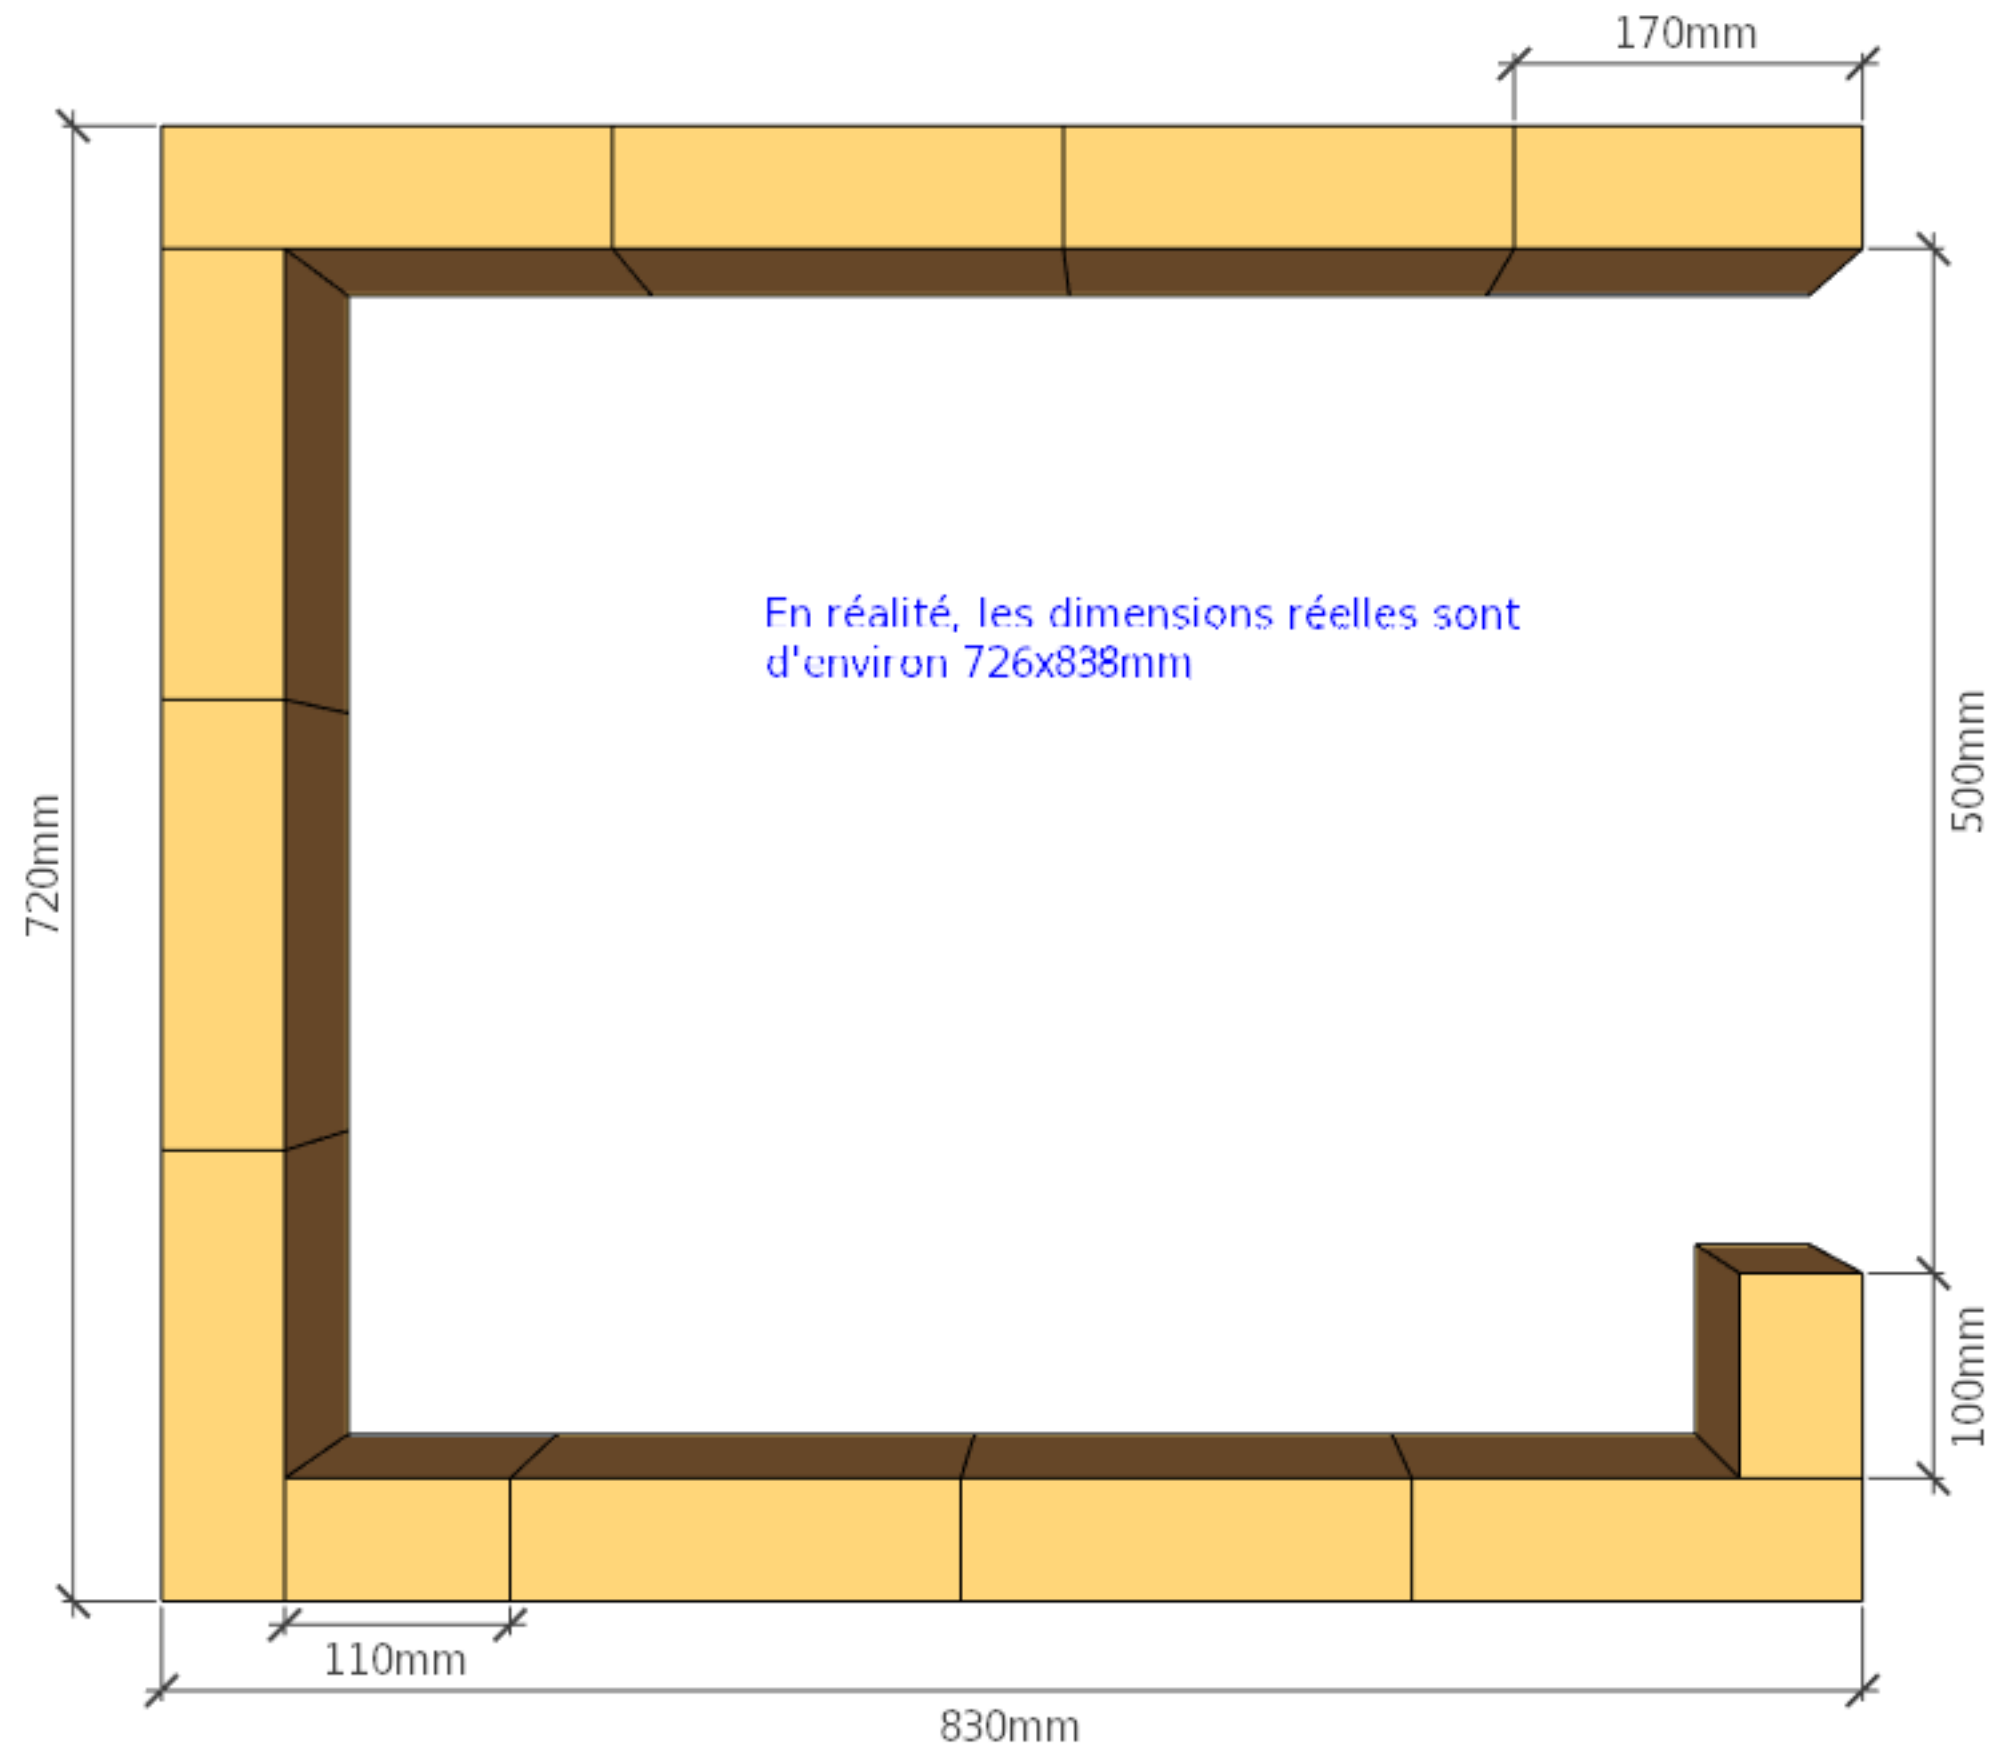 170mm
En réalité, les dimensions réelles sont
d'environ 726x838mm
720mm
500mm
100mm
110mm
830mm